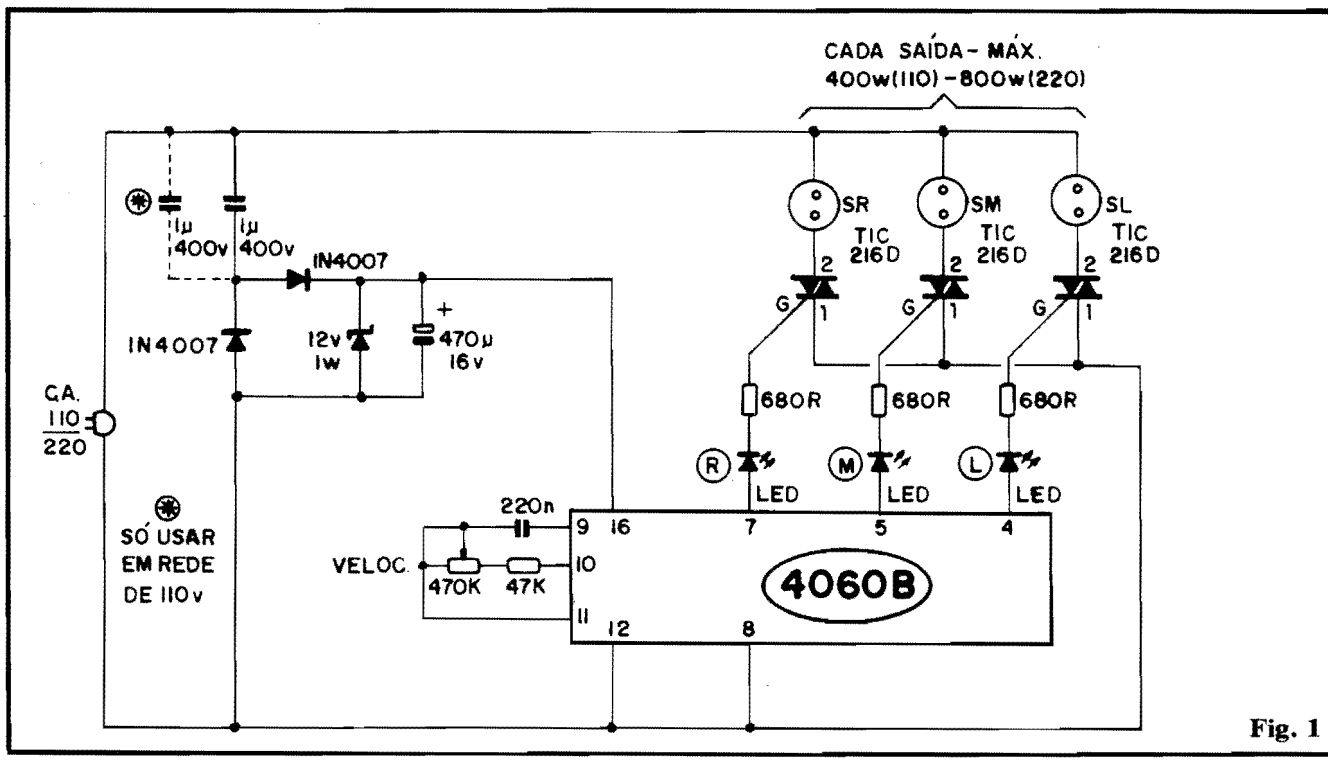 CADA SAÍDA - MÁX.
400w(110) - 800w(220)
1µ
400v
1µ
400v
1N4007
SR
TIC
216D
SM
TIC
216D
SL
TIC
216D
2
G
1
2
G
1
2
G
1
1N4007
12v
1w
+
470µ
16v
C.A.
110
220
680R
680R
680R
R
M
L
LED
LED
LED
SÓ USAR
EM REDE
DE 110v
220n
9
16
7
5
4
VELOC.
470K
47K
10
11
12
8
4060B
Fig. 1